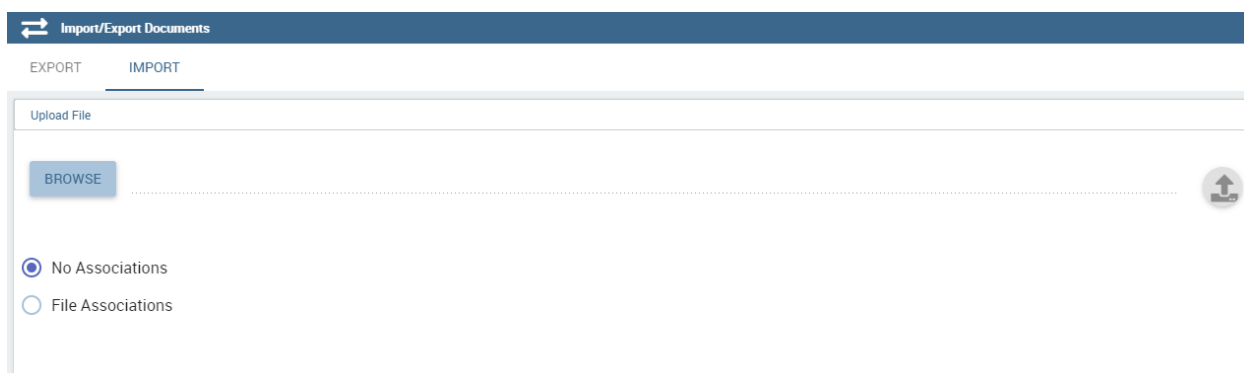 Import/Export Documents
EXPORT IMPORT
Upload File
BROWSE
No Associations
File Associations